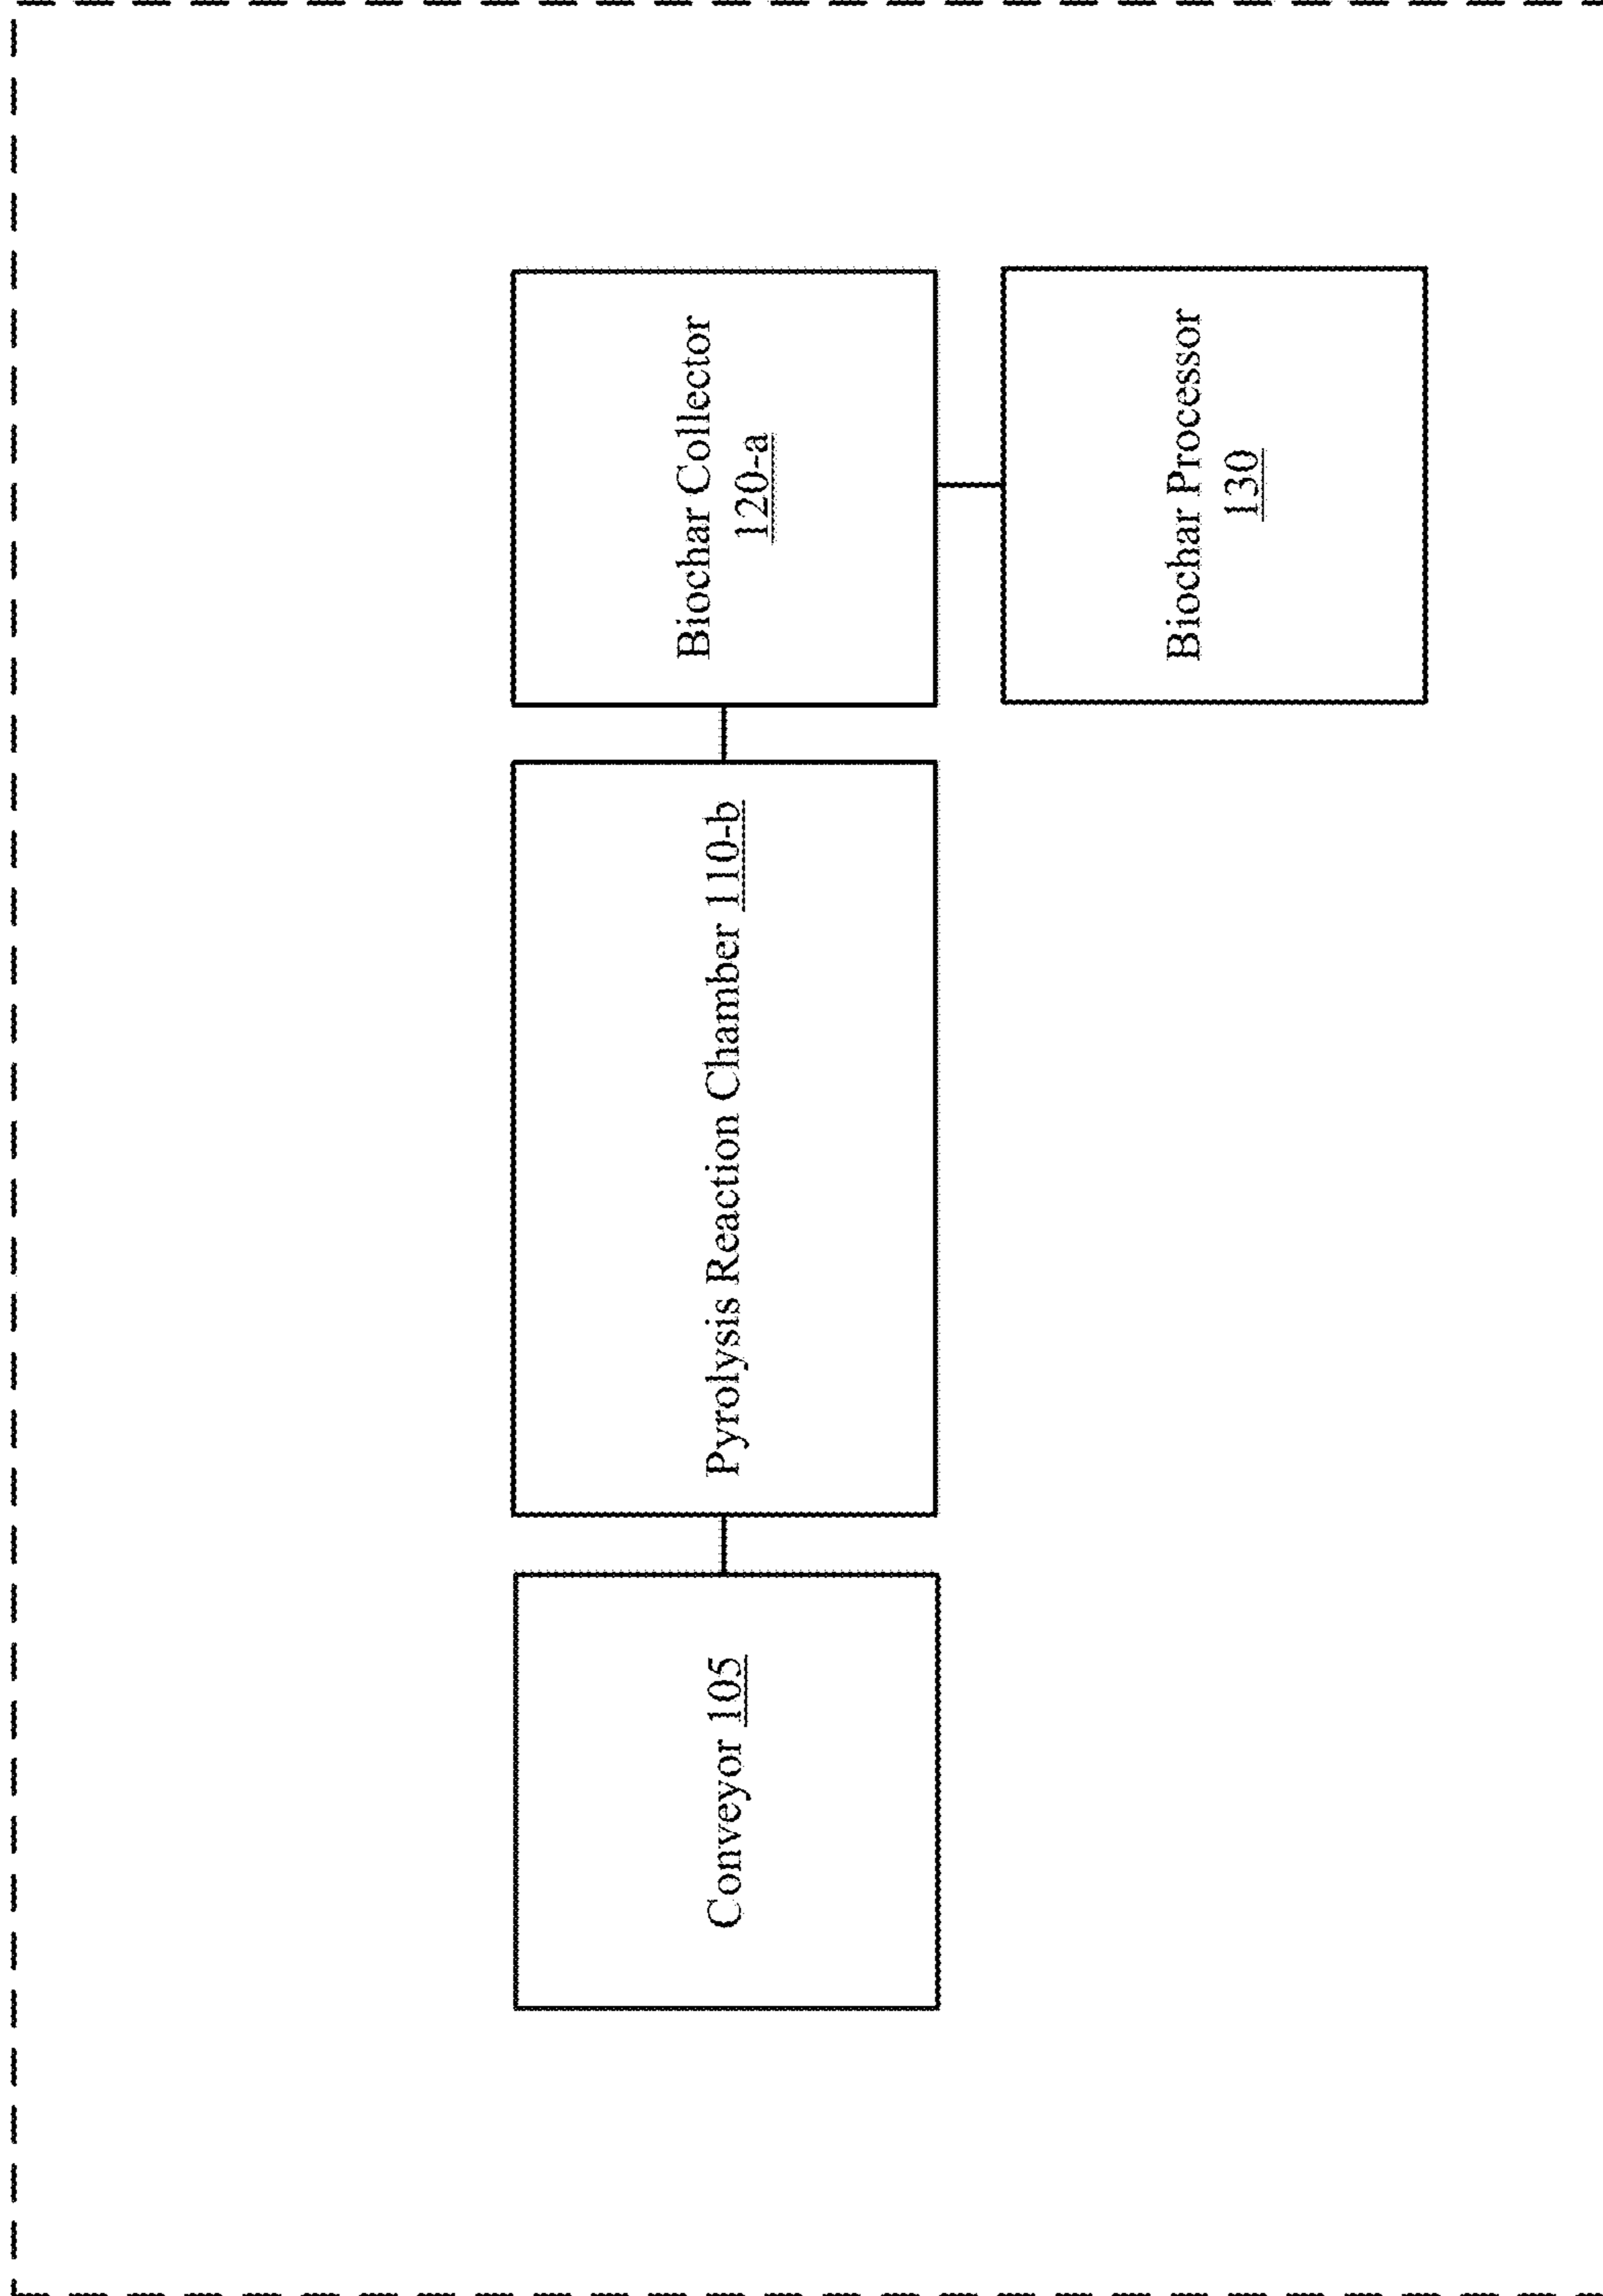 Conveyor 105
Pyrolysis Reaction Chamber 110-b
Biochar Collector
120-a
Biochar Processor
130